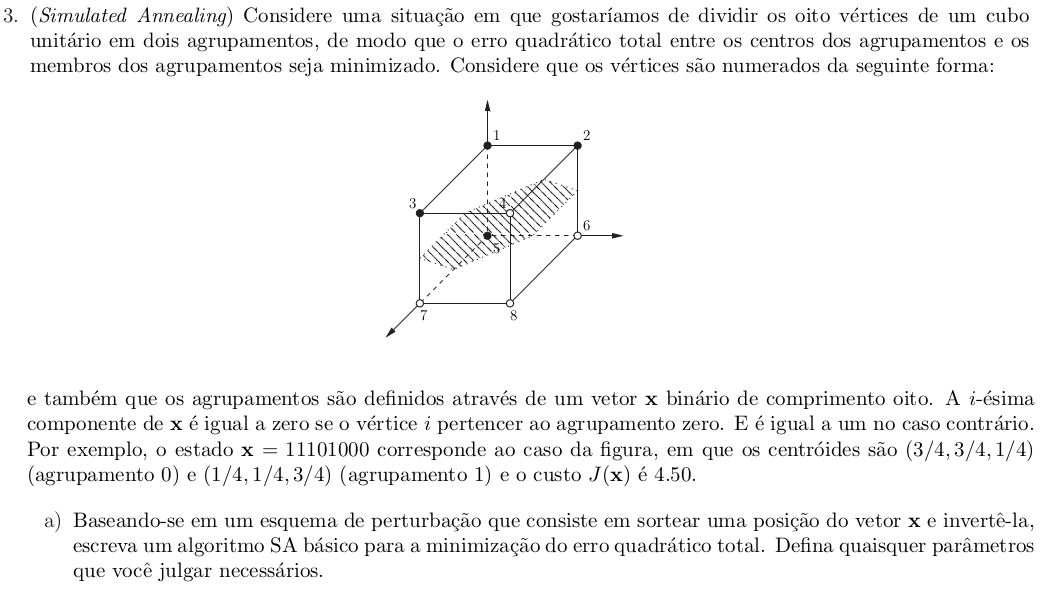 3. (Simulated Annealing) Considere uma situação em que gostaríamos de dividir os oito vértices de um cubo
unitário em dois agrupamentos, de modo que o erro quadrático total entre os centros dos agrupamentos e os
membros dos agrupamentos seja minimizado. Considere que os vértices são numerados da seguinte forma:
1
2
3
4
5
6
7
8
e também que os agrupamentos são definidos através de um vetor x binário de comprimento oito. A i-ésima
componente de x é igual a zero se o vértice i pertencer ao agrupamento zero. E é igual a um no caso contrário.
Por exemplo, o estado x = 11101000 corresponde ao caso da figura, em que os centróides são (3/4, 3/4, 1/4)
(agrupamento 0) e (1/4, 1/4, 3/4) (agrupamento 1) e o custo J(x) é 4.50.
a) Baseando-se em um esquema de perturbação que consiste em sortear uma posição do vetor x e invertê-la,
escreva um algoritmo SA básico para a minimização do erro quadrático total. Defina quaisquer parâmetros
que você julgar necessários.